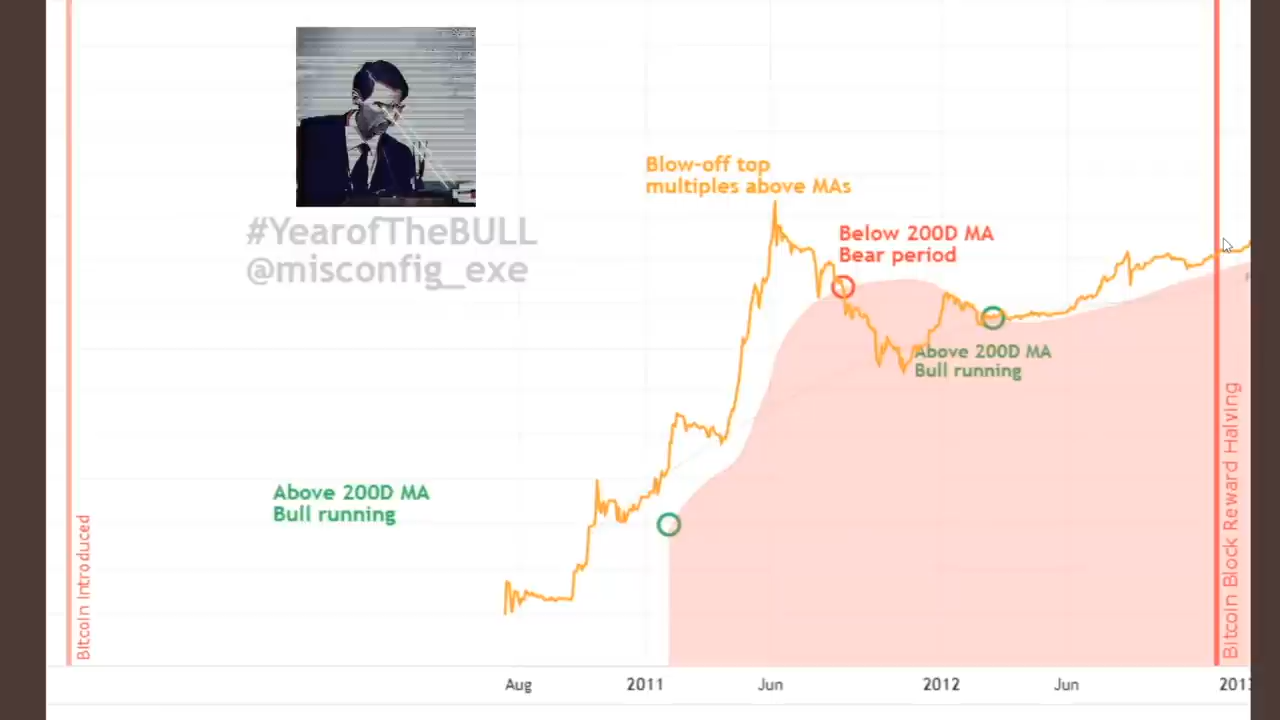 Blow-off top
multiples above MAs
#YearofTheBULL
@misconfig_exe
Below 200D MA
Bear period
Above 200D MA
Bull running
Above 200D MA
Bull running
Bitcoin Introduced
Bitcoin Block Reward Halving
Aug 2011 Jun 2012 Jun